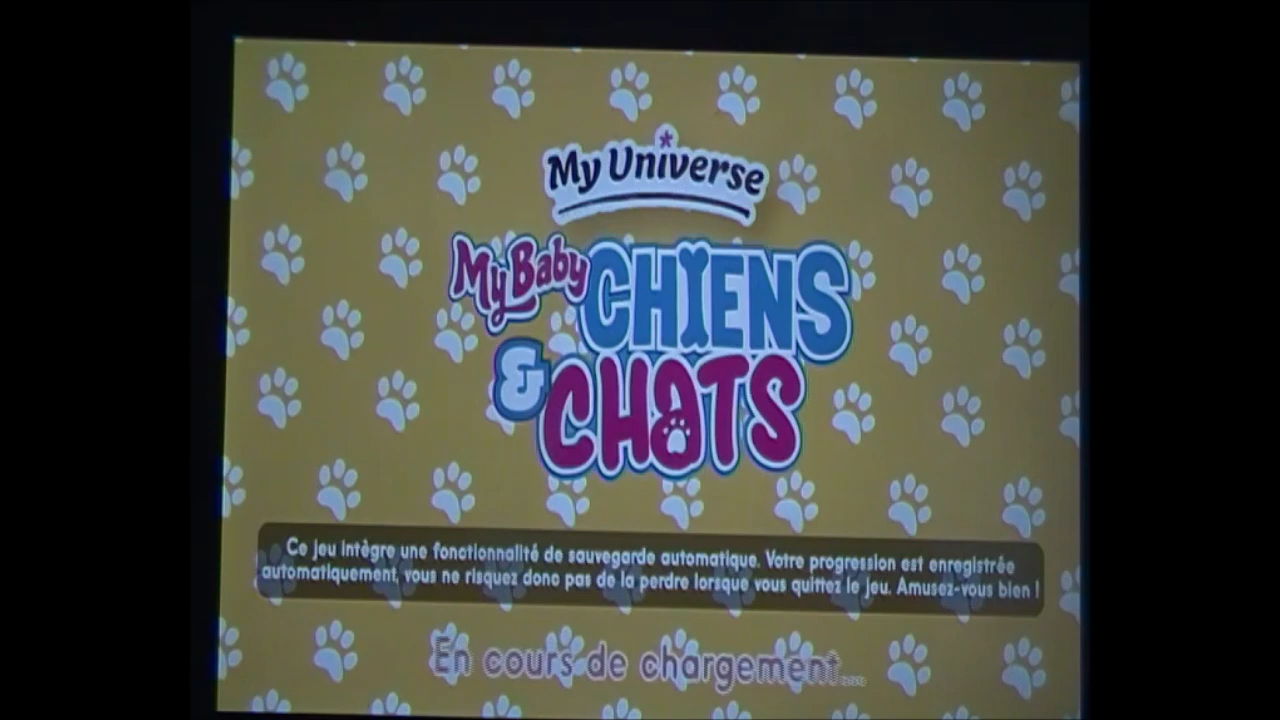 My Universe
My Baby CHIENS
& CHATS
Ce jeu intègre une fonctionnalité de sauvegarde automatique. Votre progression est enregistrée
automatiquement, vous ne risquez donc pas de la perdre lorsque vous quittez le jeu. Amusez-vous bien !
En cours de chargement...